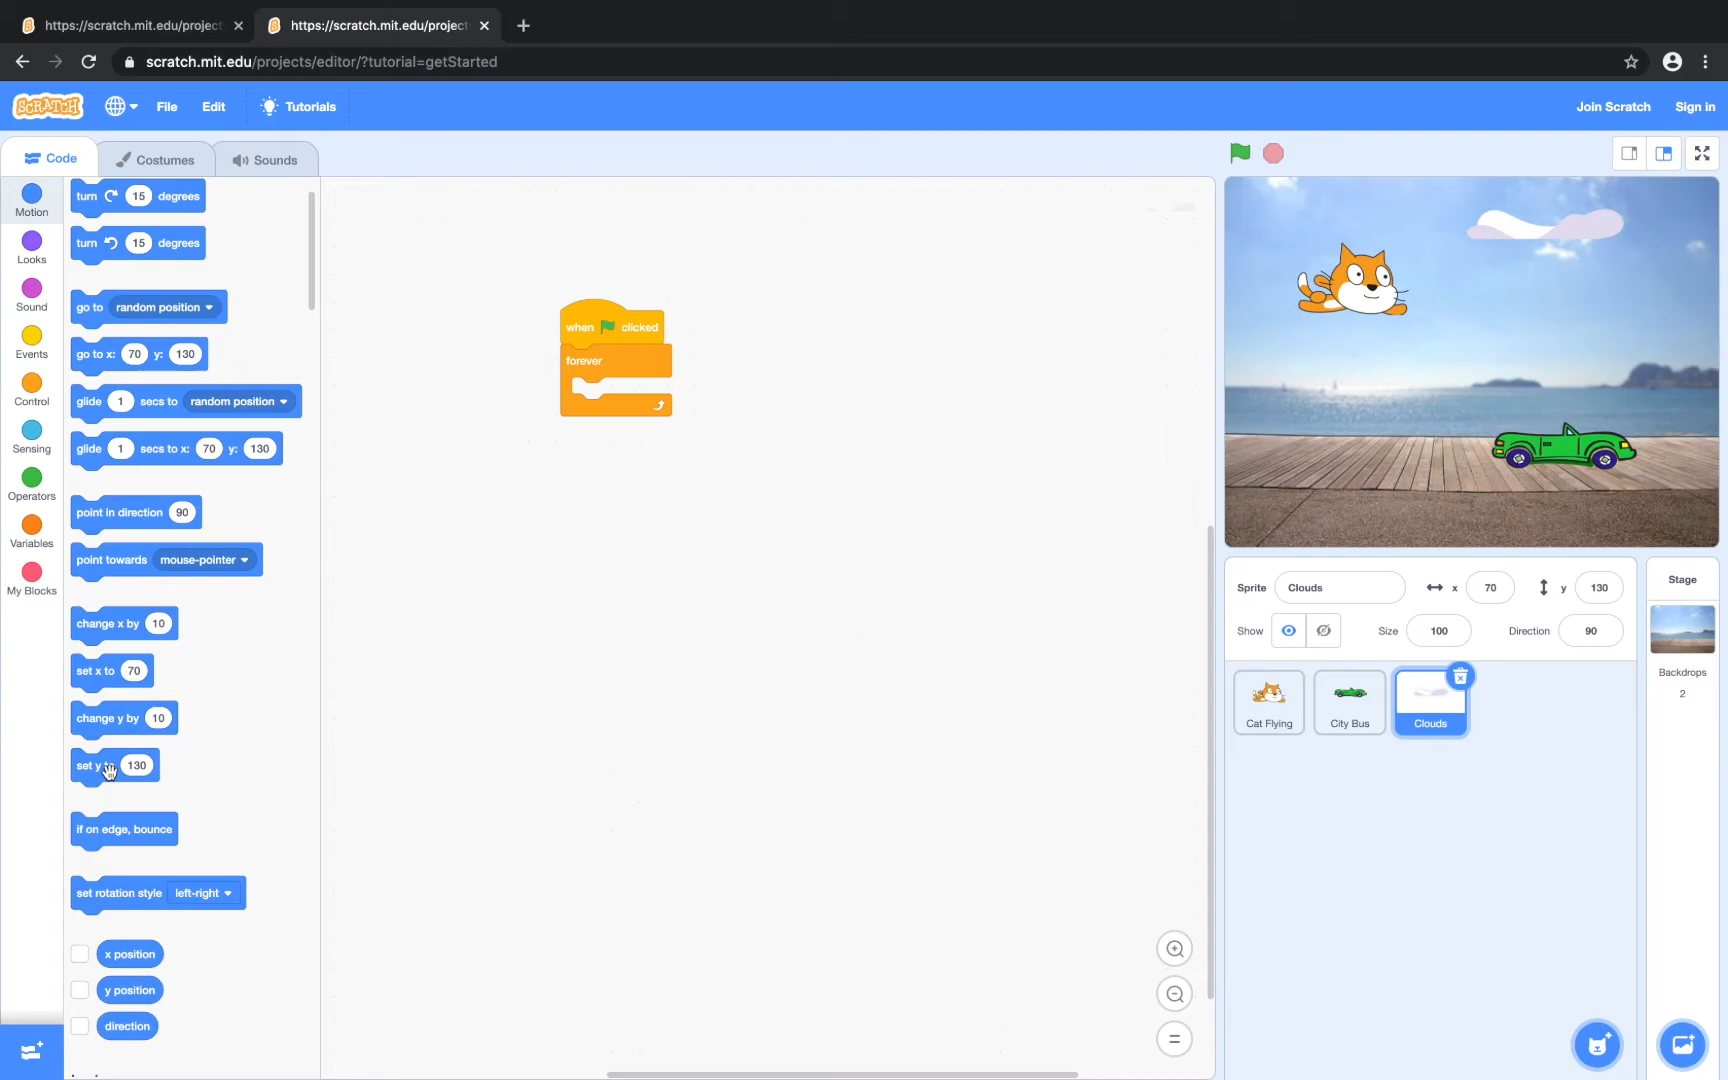 https://scratch.mit.edu/project
https://scratch.mit.edu/project
scratch.mit.edu/projects/editor/?tutorial=getStarted
SCRATCH
File
Edit
Tutorials
Join Scratch
Sign in
Code
Costumes
Sounds
Motion
Looks
Sound
Events
Control
Sensing
Operators
Variables
My Blocks
turn 15 degrees
turn 15 degrees
go to random position
go to x: 70 y: 130
glide 1 secs to random position
glide 1 secs to x: 70 y: 130
point in direction 90
point towards mouse-pointer
change x by 10
set x to 70
change y by 10
set y 130
if on edge, bounce
set rotation style left-right
x position
y position
direction
when clicked
forever
Sprite Clouds x 70 y 130
Show Size 100 Direction 90
Cat Flying
City Bus
Clouds
Stage
Backdrops
2